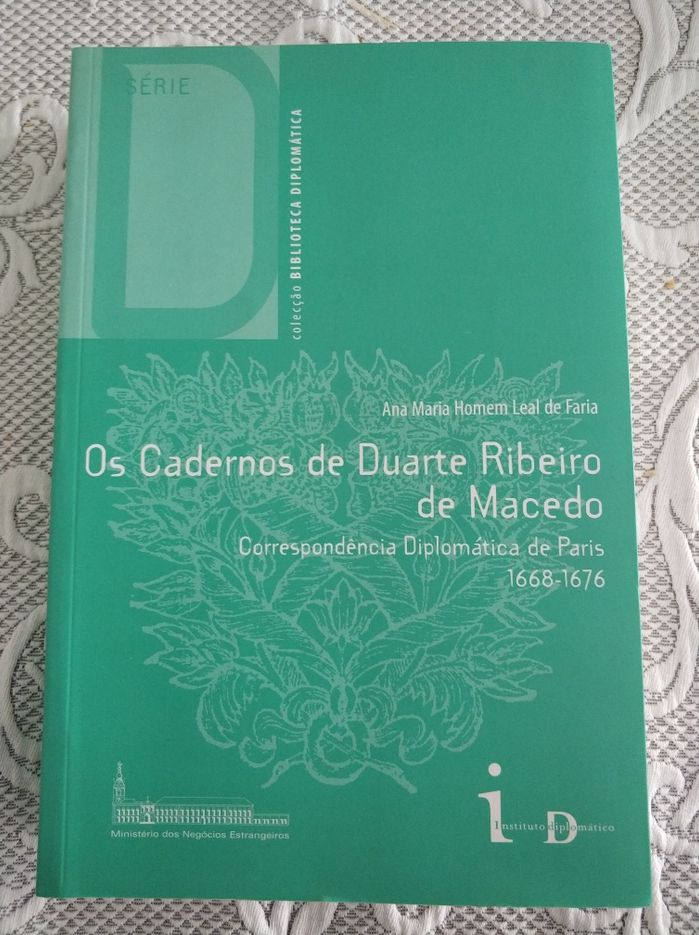 SÉRIE
D
colecção BIBLIOTECA DIPLOMÁTICA
Ana Maria Homem Leal de Faria
Os Cadernos de Duarte Ribeiro
de Macedo
Correspondência Diplomática de Paris
1668-1676
Ministério dos Negócios Estrangeiros
i D
Instituto diplomático